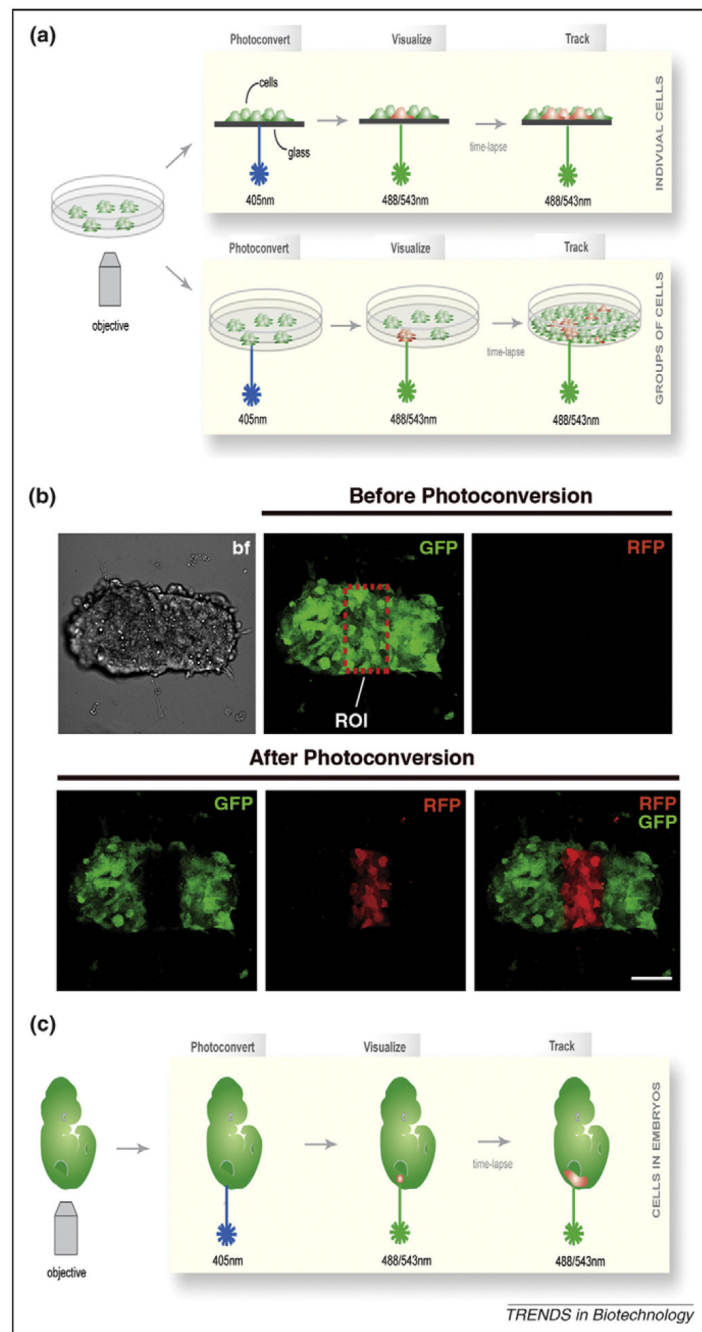 (a)
Photoconvert Visualize Track
cells
glass
time-lapse
405nm 488/543nm 488/543nm
INDIVUAL CELLS
objective
Photoconvert Visualize Track
time-lapse
405nm 488/543nm 488/543nm
GROUPS OF CELLS
(b)
Before Photoconversion
bf GFP RFP
ROI
After Photoconversion
GFP RFP RFP
GFP
(c)
Photoconvert Visualize Track
time-lapse
405nm 488/543nm 488/543nm
CELLS IN EMBRYOS
objective
TRENDS in Biotechnology